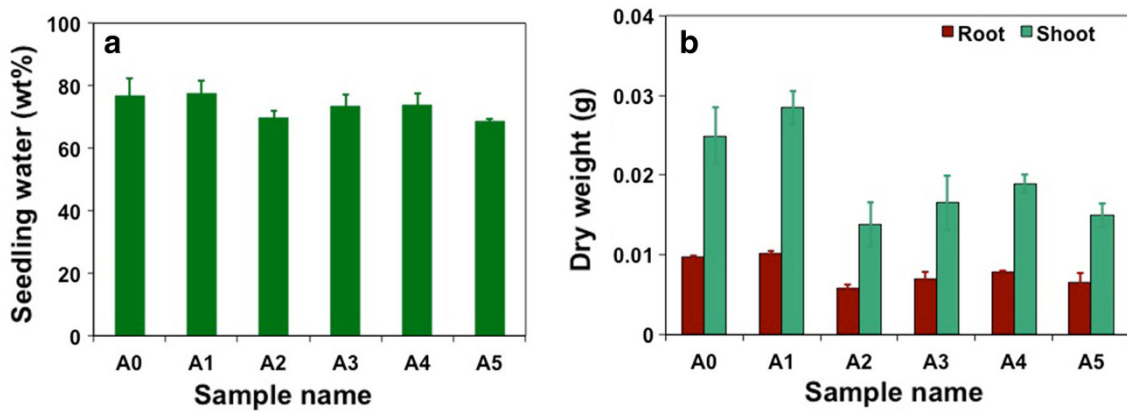 a
Seedling water (wt%)
100
80
60
40
20
0
A0 A1 A2 A3 A4 A5
Sample name
b
Root Shoot
Dry weight (g)
0.04
0.03
0.02
0.01
0
A0 A1 A2 A3 A4 A5
Sample name